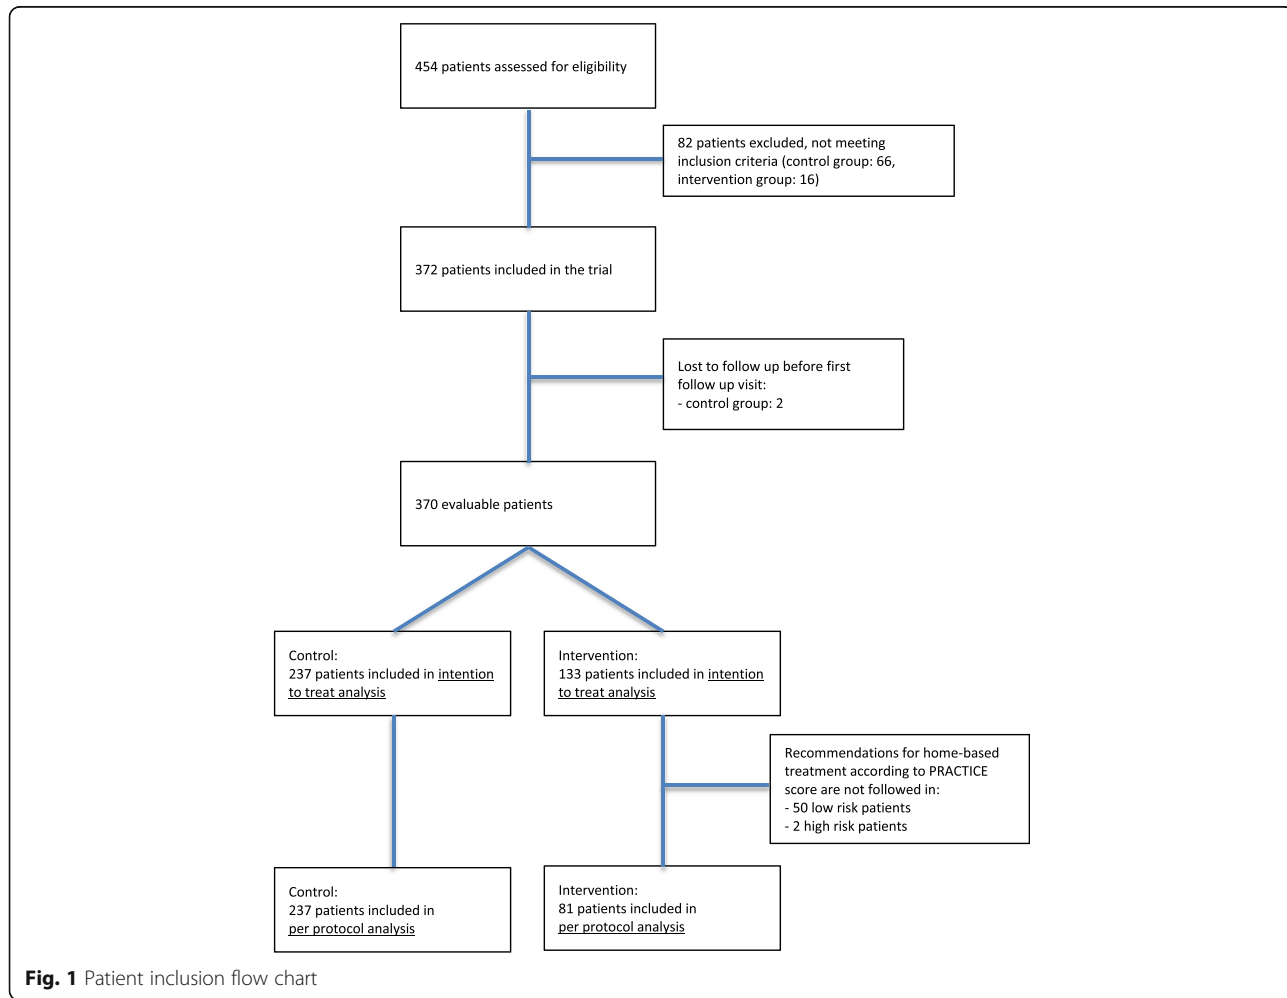 454 patients assessed for eligibility
82 patients excluded, not meeting
inclusion criteria (control group: 66,
intervention group: 16)
372 patients included in the trial
Lost to follow up before first
follow up visit:
- control group: 2
370 evaluable patients
Control:
237 patients included in intention
to treat analysis
Intervention:
133 patients included in intention
to treat analysis
Recommendations for home-based
treatment according to PRACTICE
score are not followed in:
- 50 low risk patients
- 2 high risk patients
Control:
237 patients included in
per protocol analysis
Intervention:
81 patients included in
per protocol analysis
Fig. 1 Patient inclusion flow chart